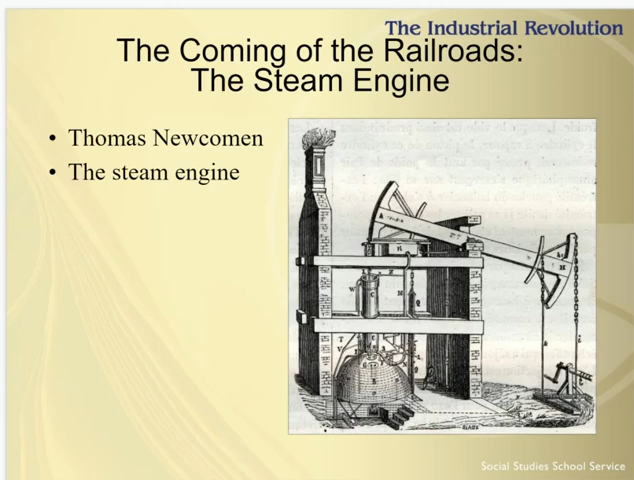 The Industrial Revolution
The Coming of the Railroads:
The Steam Engine
• Thomas Newcomen
• The steam engine
Social Studies School Service